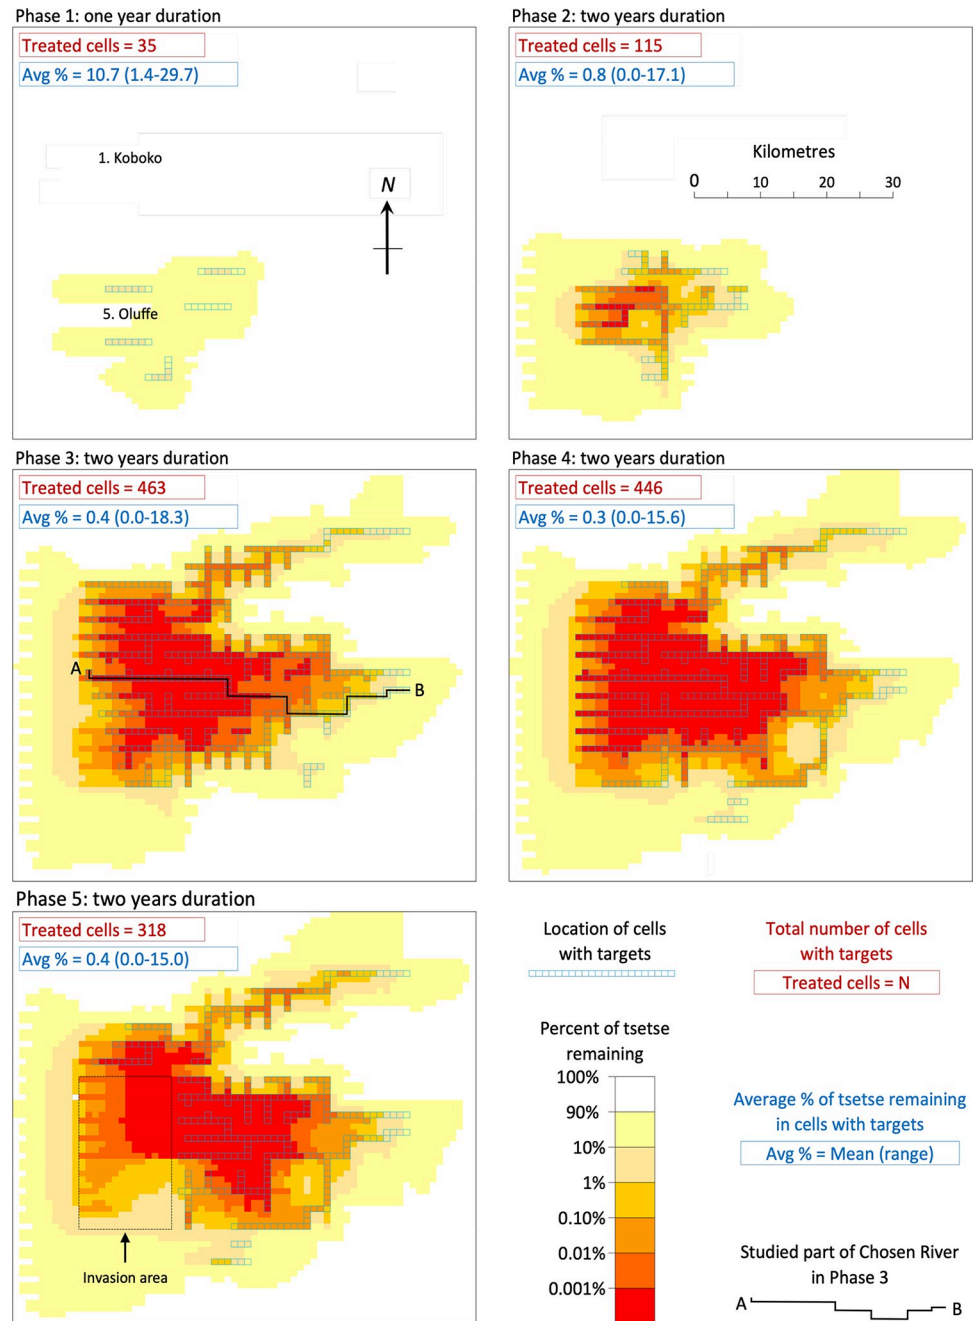 Phase 1: one year duration
Treated cells = 35
Avg % = 10.7 (1.4-29.7)
1. Koboko
N
5. Oluffe
Phase 2: two years duration
Treated cells = 115
Avg % = 0.8 (0.0-17.1)
Kilometres
0 10 20 30
Phase 3: two years duration
Treated cells = 463
Avg % = 0.4 (0.0-18.3)
A
B
Phase 4: two years duration
Treated cells = 446
Avg % = 0.3 (0.0-15.6)
Phase 5: two years duration
Treated cells = 318
Avg % = 0.4 (0.0-15.0)
Invasion area
Location of cells
with targets
Total number of cells
with targets
Treated cells = N
Percent of tsetse
remaining
100%
90%
10%
1%
0.10%
0.01%
0.001%
Average % of tsetse remaining
in cells with targets
Avg % = Mean (range)
Studied part of Chosen River
in Phase 3
A
B